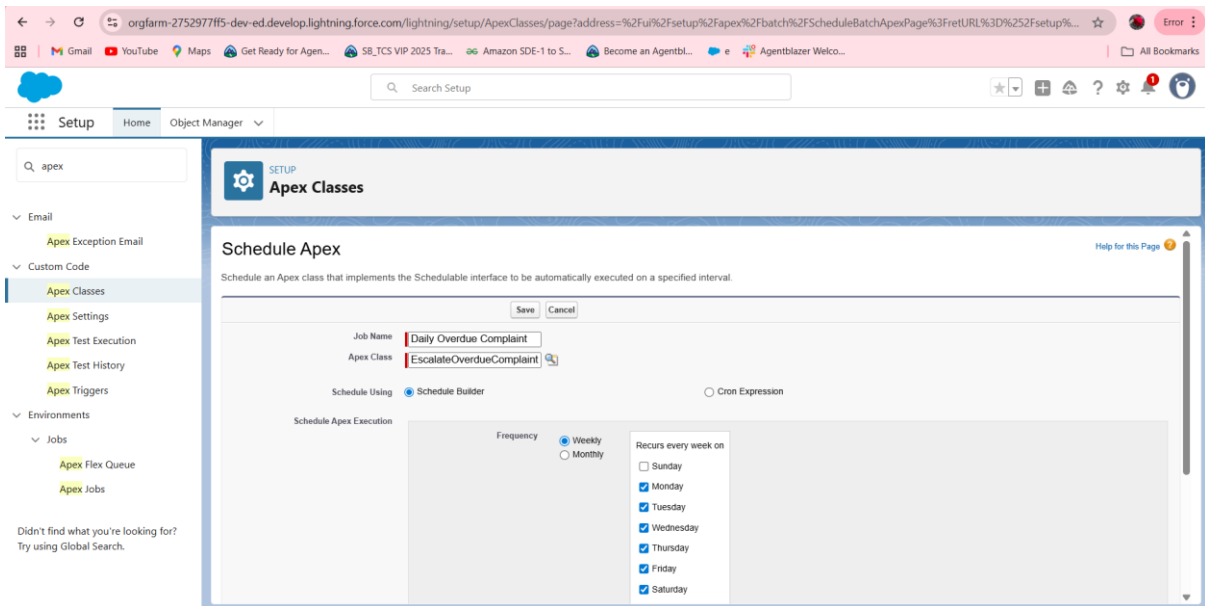 orgfarm-2752977ff5-dev-ed.develop.lightning.force.com/lightning/setup/ApexClasses/page?address=%2Fui%2Fsetup%2Fapex%2Fbatch%2FScheduleBatchApexPage%3FretURL%3D%252Fsetup%... Error
Gmail YouTube Maps Get Ready for Agen... SB_TCS VIP 2025 Tra... Amazon SDE-1 to S... Become an Agentbl... e Agentblazer Welco... All Bookmarks
Search Setup
1
Setup Home Object Manager
apex
SETUP
Apex Classes
Email
Apex Exception Email
Custom Code
Apex Classes
Apex Settings
Apex Test Execution
Apex Test History
Apex Triggers
Environments
Jobs
Apex Flex Queue
Apex Jobs
Didn't find what you're looking for?
Try using Global Search.
Schedule Apex
Help for this Page ?
Schedule an Apex class that implements the Schedulable interface to be automatically executed on a specified interval.
Save Cancel
Job Name Daily Overdue Complaint
Apex Class EscalateOverdueComplaint
Schedule Using Schedule Builder Cron Expression
Schedule Apex Execution
Frequency Weekly
Monthly
Recurs every week on
Sunday
Monday
Tuesday
Wednesday
Thursday
Friday
Saturday